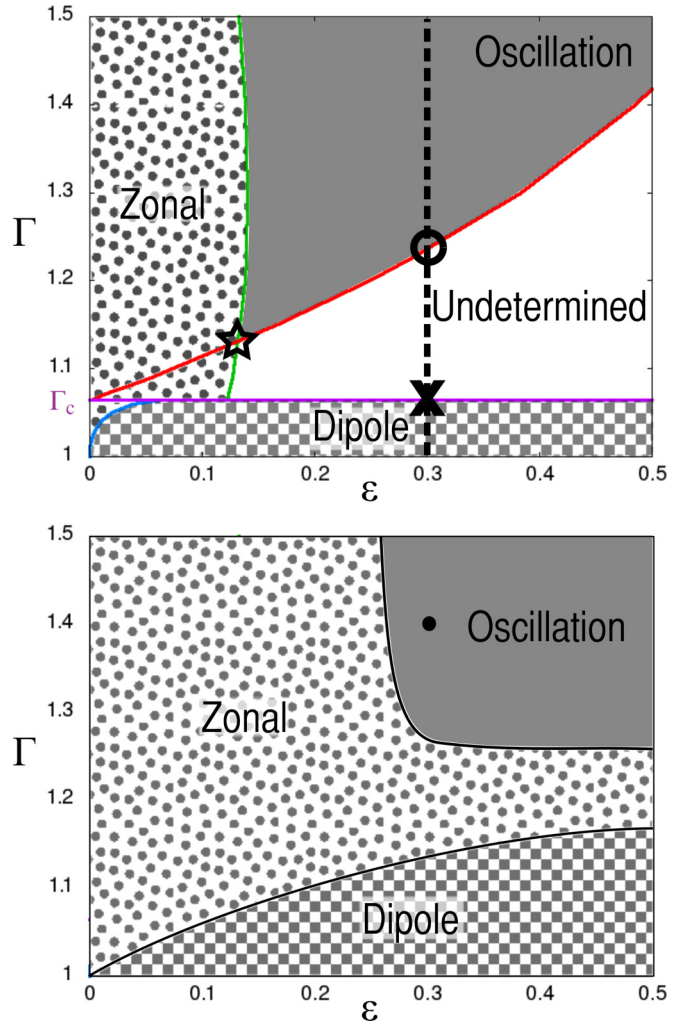 1.5
Oscillation
1.4
1.3
Zonal
Γ
1.2
Undetermined
1.1
Γc
Dipole
1
0
0.1
0.2
0.3
0.4
0.5
ε
1.5
1.4
Oscillation
1.3
Zonal
Γ
1.2
1.1
Dipole
1
0
0.1
0.2
0.3
0.4
0.5
ε